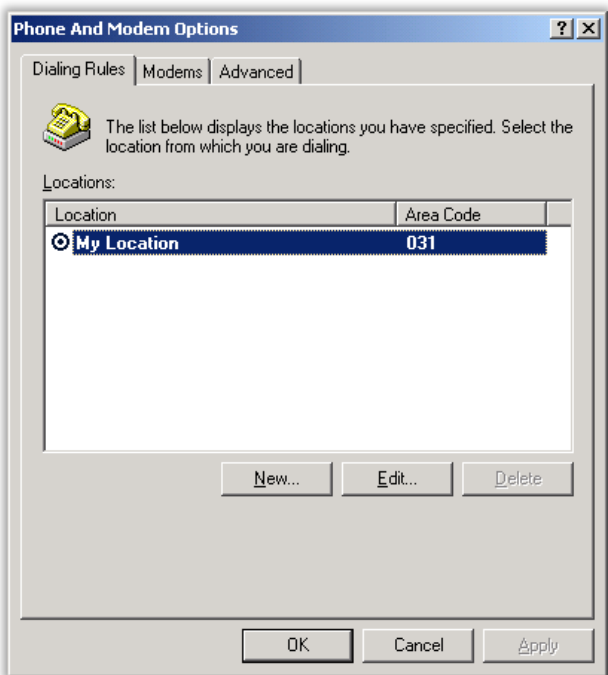 Phone And Modem Options
Dialing Rules Modems Advanced
The list below displays the locations you have specified. Select the
location from which you are dialing.
Locations:
Location Area Code
My Location 031
New... Edit... Delete
OK Cancel Apply